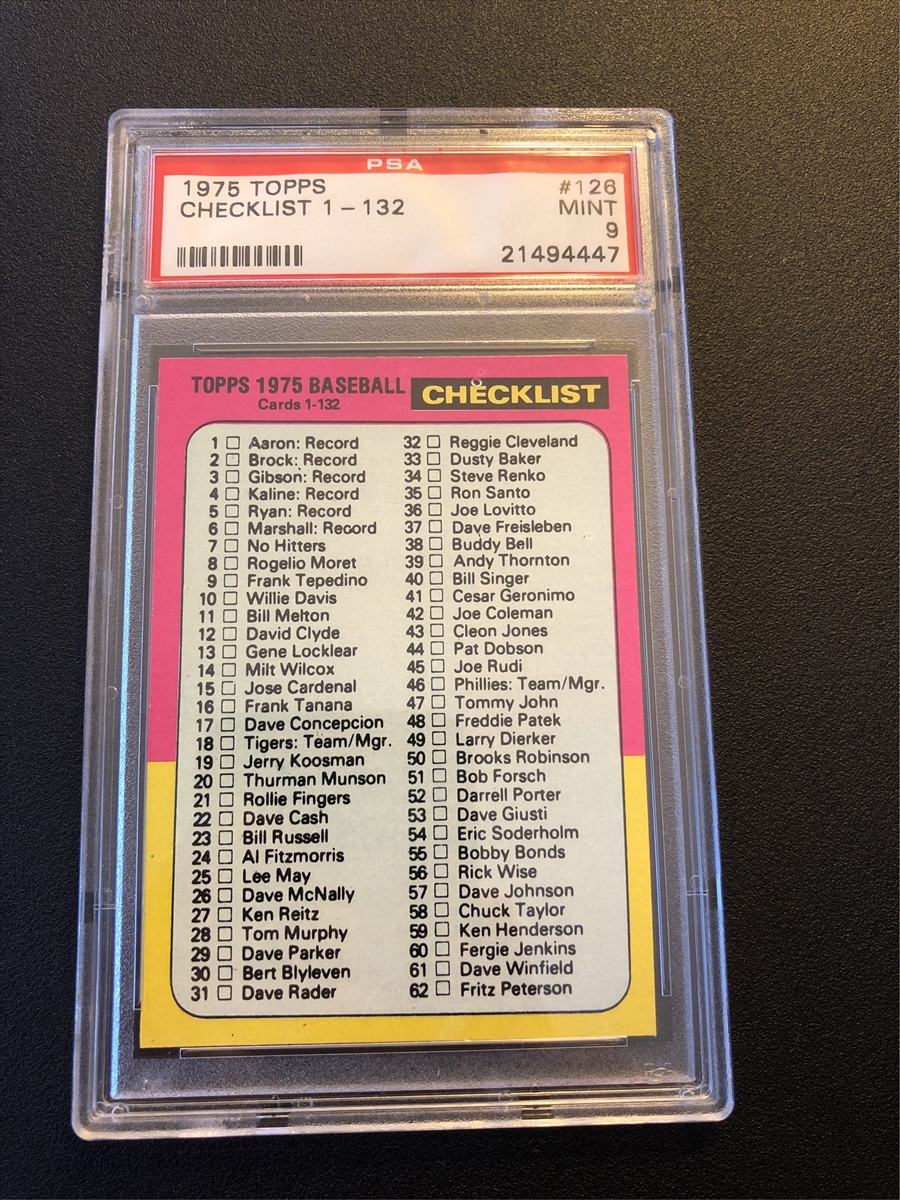 PSA
1975 TOPPS #126
CHECKLIST 1 – 132 MINT
9
21494447
TOPPS 1975 BASEBALL CHECKLIST
Cards 1-132
1 Aaron: Record
2 Brock: Record
3 Gibson: Record
4 Kaline: Record
5 Ryan: Record
6 Marshall: Record
7 No Hitters
8 Rogelio Moret
9 Frank Tepedino
10 Willie Davis
11 Bill Melton
12 David Clyde
13 Gene Locklear
14 Milt Wilcox
15 Jose Cardenal
16 Frank Tanana
17 Dave Concepcion
18 Tigers: Team/Mgr.
19 Jerry Koosman
20 Thurman Munson
21 Rollie Fingers
22 Dave Cash
23 Bill Russell
24 Al Fitzmorris
25 Lee May
26 Dave McNally
27 Ken Reitz
28 Tom Murphy
29 Dave Parker
30 Bert Blyleven
31 Dave Rader
32 Reggie Cleveland
33 Dusty Baker
34 Steve Renko
35 Ron Santo
36 Joe Lovitto
37 Dave Freisleben
38 Buddy Bell
39 Andy Thornton
40 Bill Singer
41 Cesar Geronimo
42 Joe Coleman
43 Cleon Jones
44 Pat Dobson
45 Joe Rudi
46 Phillies: Team/Mgr.
47 Tommy John
48 Freddie Patek
49 Larry Dierker
50 Brooks Robinson
51 Bob Forsch
52 Darrell Porter
53 Dave Giusti
54 Eric Soderholm
55 Bobby Bonds
56 Rick Wise
57 Dave Johnson
58 Chuck Taylor
59 Ken Henderson
60 Fergie Jenkins
61 Dave Winfield
62 Fritz Peterson